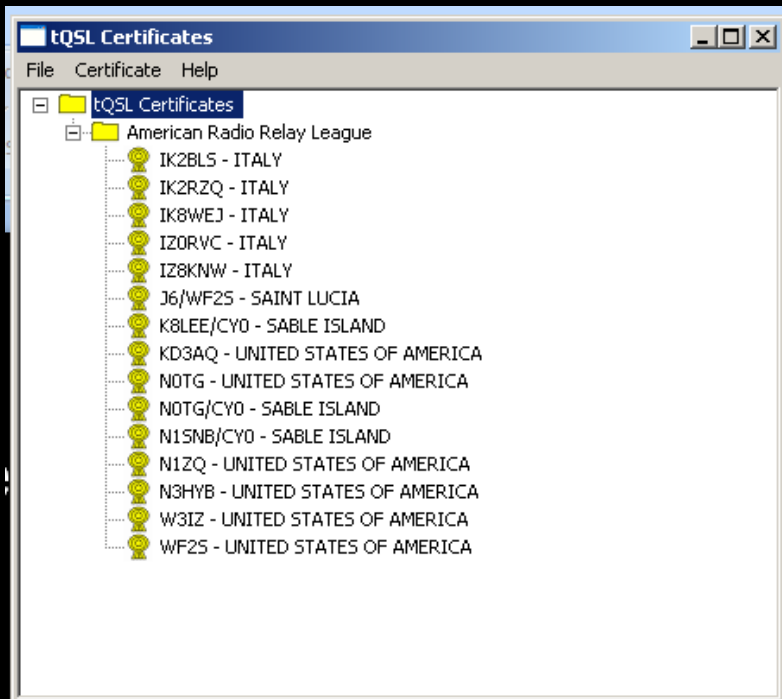 tQSL Certificates
File Certificate Help
tQSL Certificates
American Radio Relay League
IK2BLS - ITALY
IK2RZQ - ITALY
IK8WEJ - ITALY
IZ0RVC - ITALY
IZ8KNW - ITALY
J6/WF2S - SAINT LUCIA
K8LEE/CY0 - SABLE ISLAND
KD3AQ - UNITED STATES OF AMERICA
N0TG - UNITED STATES OF AMERICA
N0TG/CY0 - SABLE ISLAND
N1SNB/CY0 - SABLE ISLAND
N1ZQ - UNITED STATES OF AMERICA
N3HYB - UNITED STATES OF AMERICA
W3IZ - UNITED STATES OF AMERICA
WF2S - UNITED STATES OF AMERICA